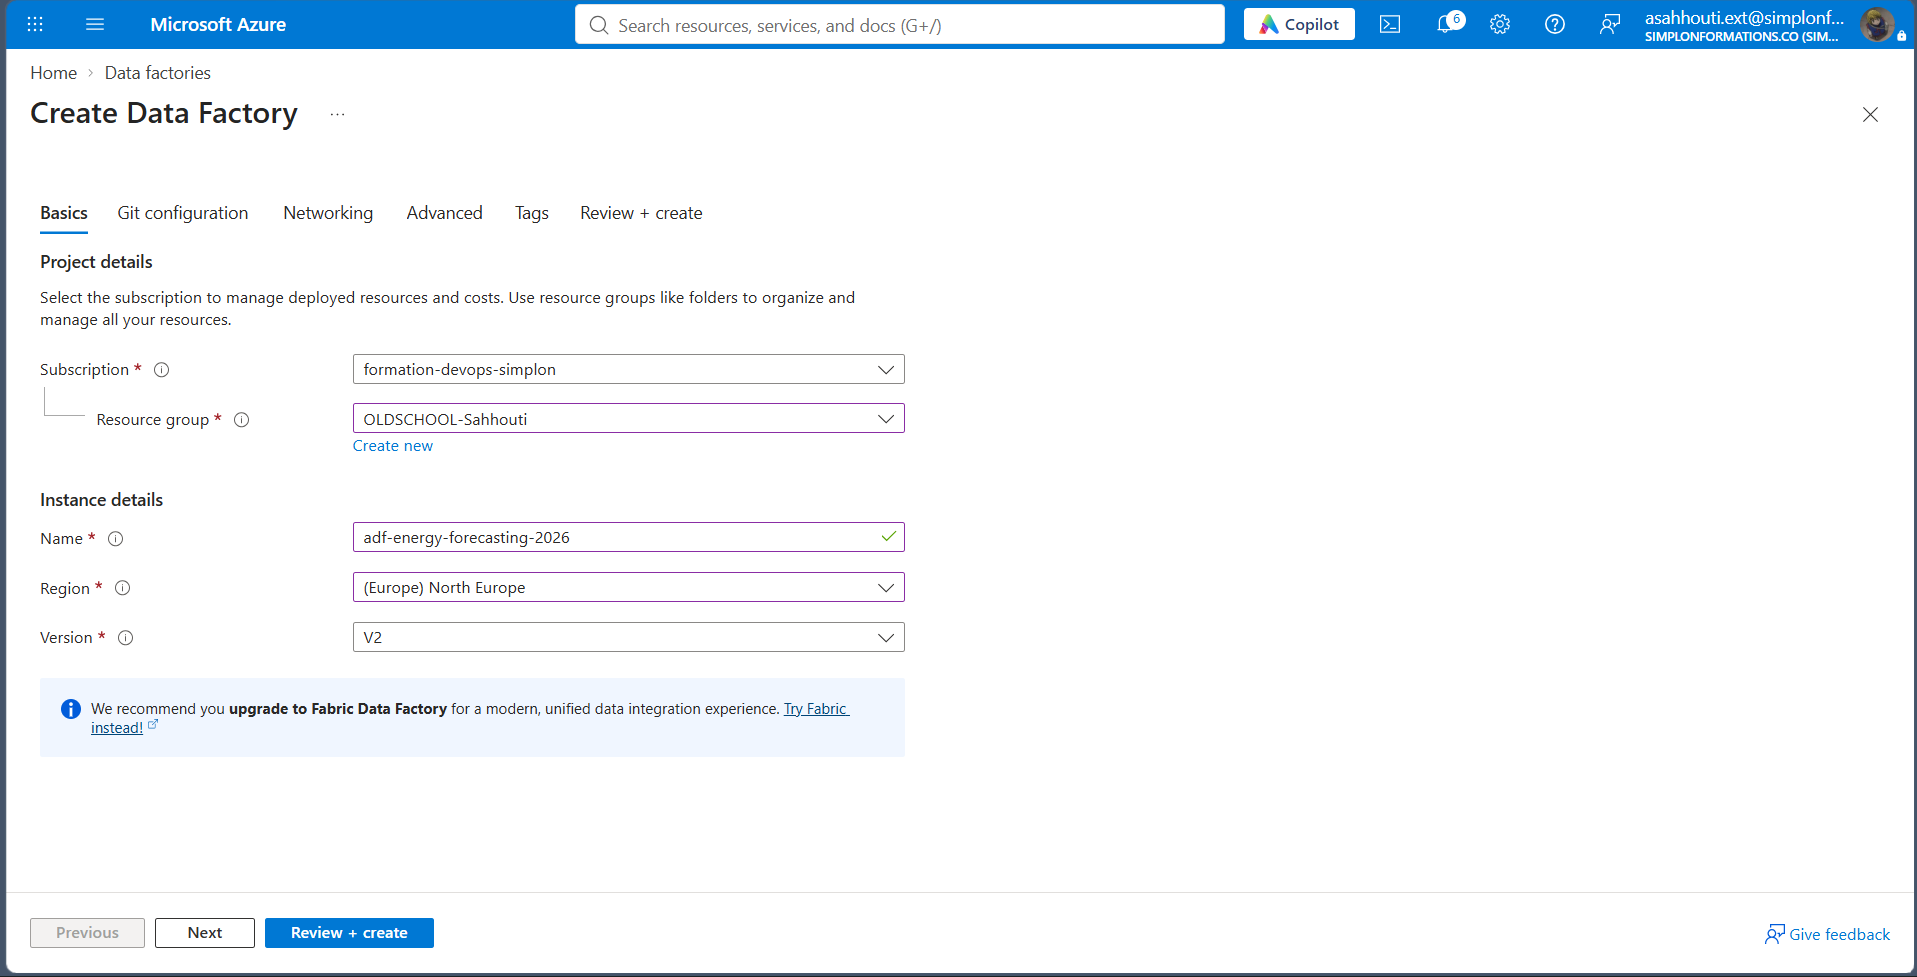 Microsoft Azure
Search resources, services, and docs (G+/)
Copilot
6
asahhouti.ext@simplonf...
SIMPLONFORMATIONS.CO (SIM...
Home > Data factories
Create Data Factory ...
Basics Git configuration Networking Advanced Tags Review + create
Project details
Select the subscription to manage deployed resources and costs. Use resource groups like folders to organize and
manage all your resources.
Subscription * formation-devops-simplon
Resource group * OLDSCHOOL-Sahhouti
Create new
Instance details
Name * adf-energy-forecasting-2026
Region * (Europe) North Europe
Version * V2
We recommend you upgrade to Fabric Data Factory for a modern, unified data integration experience. Try Fabric
instead!
Previous Next Review + create Give feedback